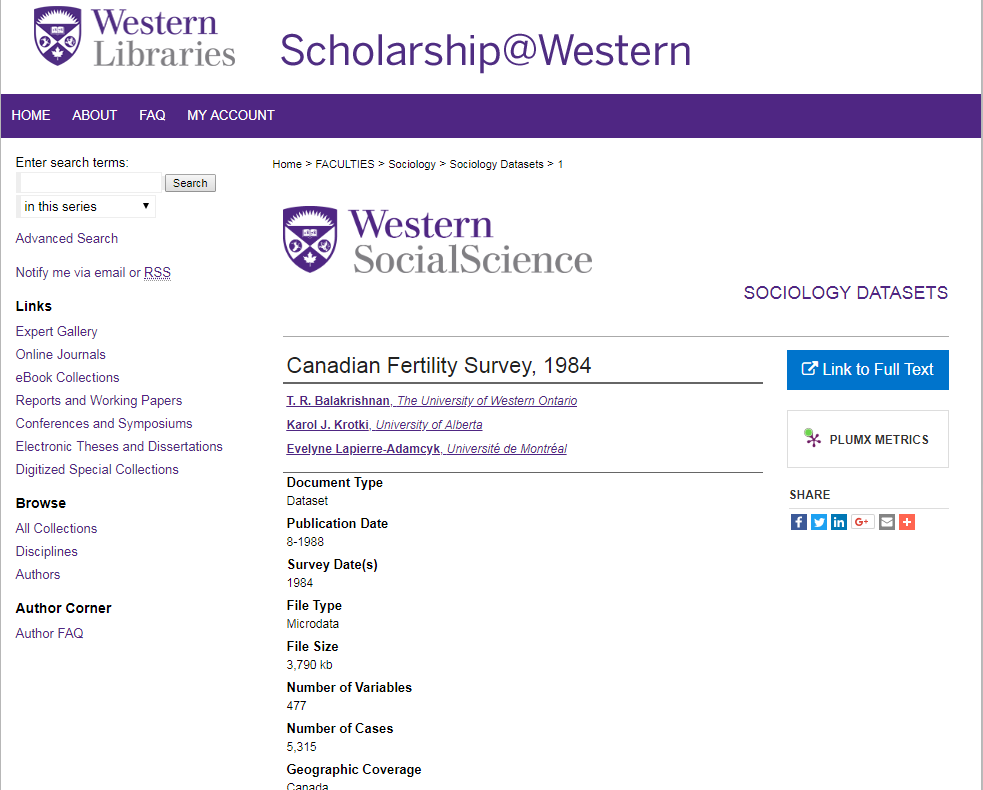 Western
Libraries
Scholarship@Western
HOME ABOUT FAQ MY ACCOUNT
Enter search terms:
Search
in this series
Advanced Search
Notify me via email or RSS
Links
Expert Gallery
Online Journals
eBook Collections
Reports and Working Papers
Conferences and Symposiums
Electronic Theses and Dissertations
Digitized Special Collections
Browse
All Collections
Disciplines
Authors
Author Corner
Author FAQ
Home > FACULTIES > Sociology > Sociology Datasets > 1
Western
SocialScience
SOCIOLOGY DATASETS
Canadian Fertility Survey, 1984
T. R. Balakrishnan, The University of Western Ontario
Karol J. Krotki, University of Alberta
Evelyne Lapierre-Adamcyk, Université de Montréal
Document Type
Dataset
Publication Date
8-1988
Survey Date(s)
1984
File Type
Microdata
File Size
3,790 kb
Number of Variables
477
Number of Cases
5,315
Geographic Coverage
Canada
Link to Full Text
PLUMX METRICS
SHARE
f in G+ +